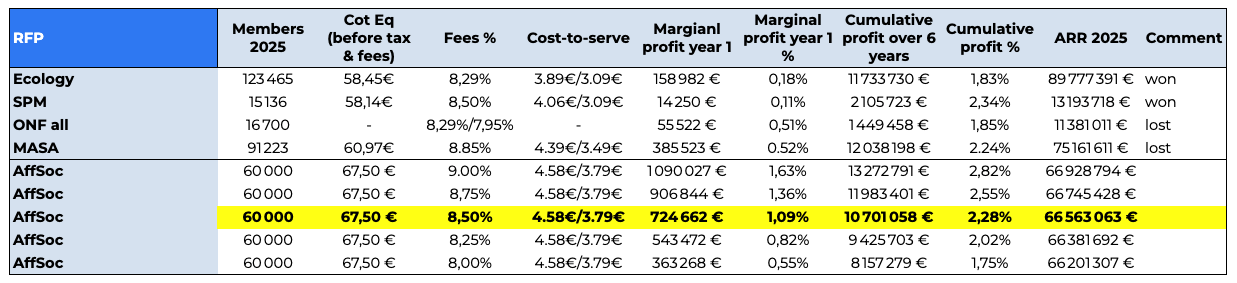 RFP Members 2025 Cot Eq (before tax & fees) Fees % Cost-to-serve Margianl profit year 1 Marginal profit year 1 % Cumulative profit over 6 years Cumulative profit % ARR 2025 Comment
Ecology 123 465 58,45€ 8,29% 3.89€/3.09€ 158 982 € 0,18% 11 733 730 € 1,83% 89 777 391 € won
SPM 15 136 58,14€ 8,50% 4.06€/3.09€ 14 250 € 0,11% 2 105 723 € 2,34% 13 193 718 € won
ONF all 16 700 - 8,29%/7,95% - 55 522 € 0,51% 1 449 458 € 1,85% 11 381 011 € lost
MASA 91 223 60,97€ 8.85% 4.39€/3.49€ 385 523 € 0.52% 12 038 198 € 2.24% 75 161 611 € lost
AffSoc 60 000 67,50 € 9.00% 4.58€/3.79€ 1 090 027 € 1,63% 13 272 791 € 2,82% 66 928 794 €
AffSoc 60 000 67,50 € 8,75% 4.58€/3.79€ 906 844 € 1,36% 11 983 401 € 2,55% 66 745 428 €
AffSoc 60 000 67,50 € 8,50% 4.58€/3.79€ 724 662 € 1,09% 10 701 058 € 2,28% 66 563 063 €
AffSoc 60 000 67,50 € 8,25% 4.58€/3.79€ 543 472 € 0,82% 9 425 703 € 2,02% 66 381 692 €
AffSoc 60 000 67,50 € 8,00% 4.58€/3.79€ 363 268 € 0,55% 8 157 279 € 1,75% 66 201 307 €